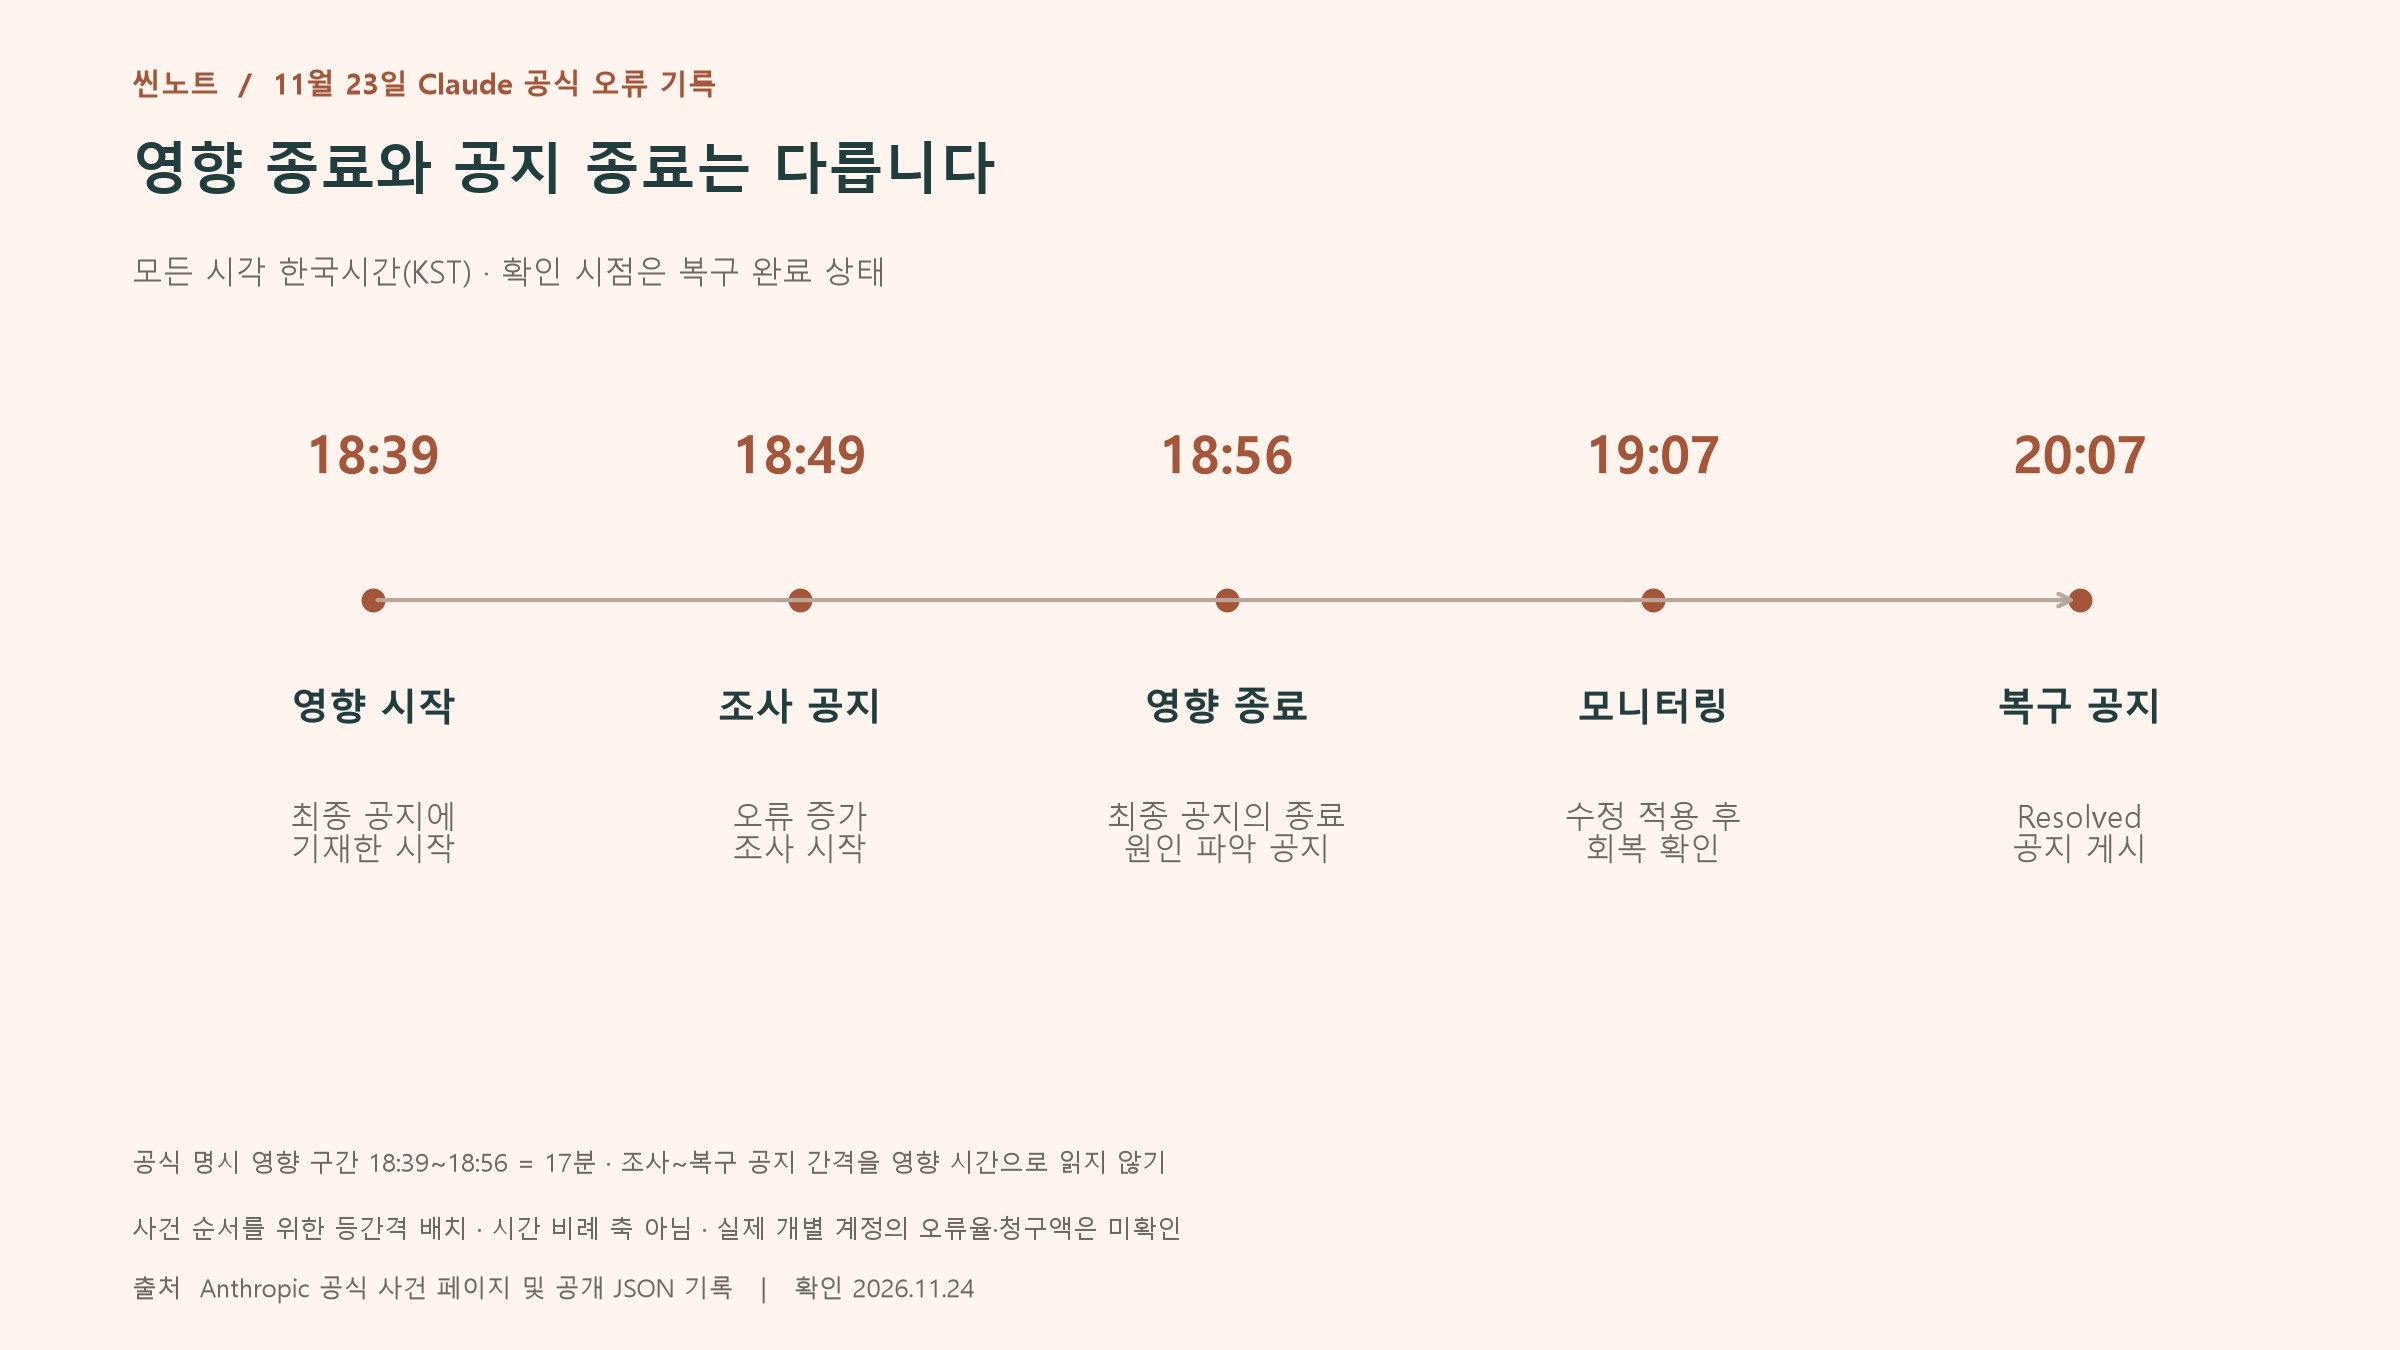 씬노트 / 11월 23일 Claude 공식 오류 기록
영향 종료와 공지 종료는 다릅니다
모든 시각 한국시간(KST) · 확인 시점은 복구 완료 상태
18:39
18:49
18:56
19:07
20:07
영향 시작
조사 공지
영향 종료
모니터링
복구 공지
최종 공지에
기재한 시작
오류 증가
조사 시작
최종 공지의 종료
원인 파악 공지
수정 적용 후
회복 확인
Resolved
공지 게시
공식 명시 영향 구간 18:39~18:56 = 17분 · 조사~복구 공지 간격을 영향 시간으로 읽지 않기
사건 순서를 위한 등간격 배치 · 시간 비례 축 아님 · 실제 개별 계정의 오류율·청구액은 미확인
출처 Anthropic 공식 사건 페이지 및 공개 JSON 기록 | 확인 2026.11.24